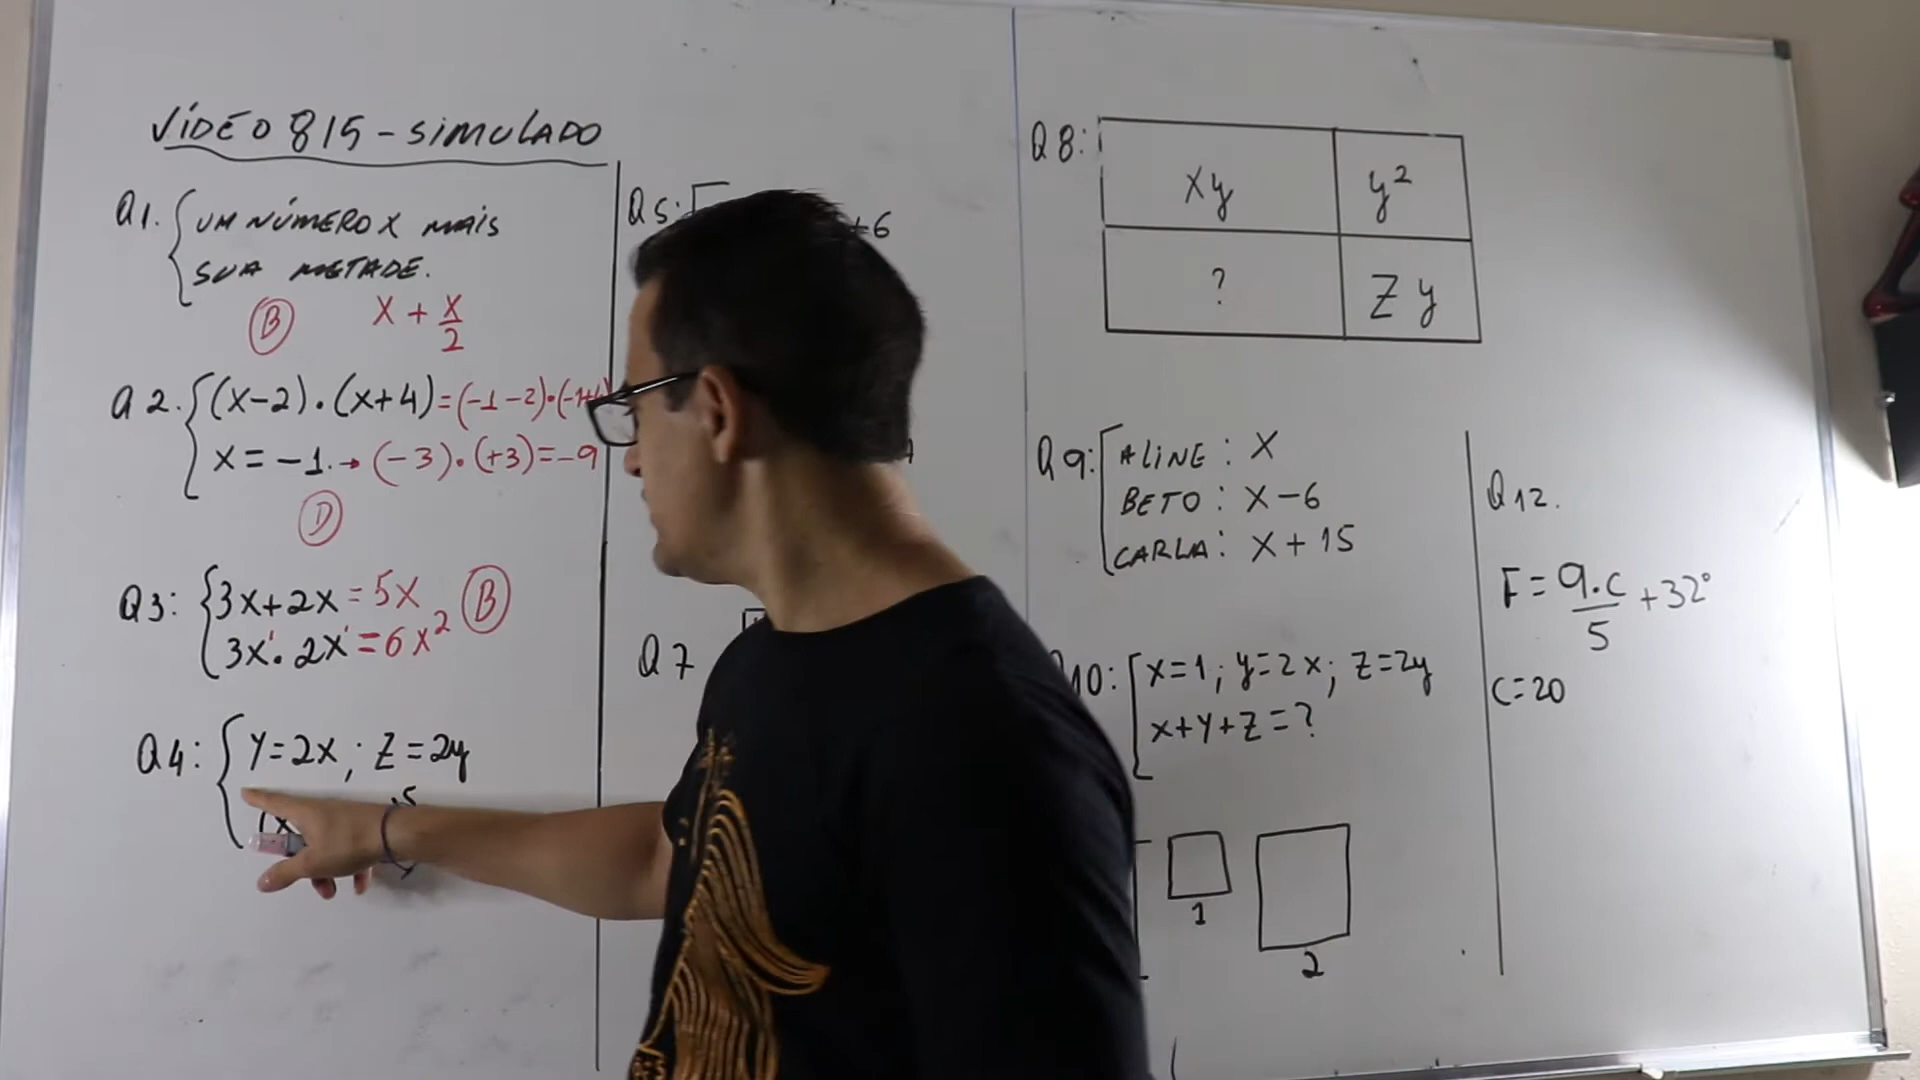 VÍDEO 815 - SIMULADO
Q1. UM NÚMERO X MAIS
SUA METADE.
B X + X/2
Q2. (X-2).(X+4)=(-1-2).(-1+4)
X=-1.→(-3).(+3)=-9
D
Q3: 3X+2X=5X B
3X¹.2X¹=6X²
Q4: Y=2X; Z=2y
Q5: +6
Q7
Q8: Xy y²
? Zy
Q9: ALINE: X
BETO: X-6
CARLA: X+15
10: X=1; y=2x; Z=2y
X+Y+Z=?
1
2
Q12.
F=9.C/5+32°
C=20